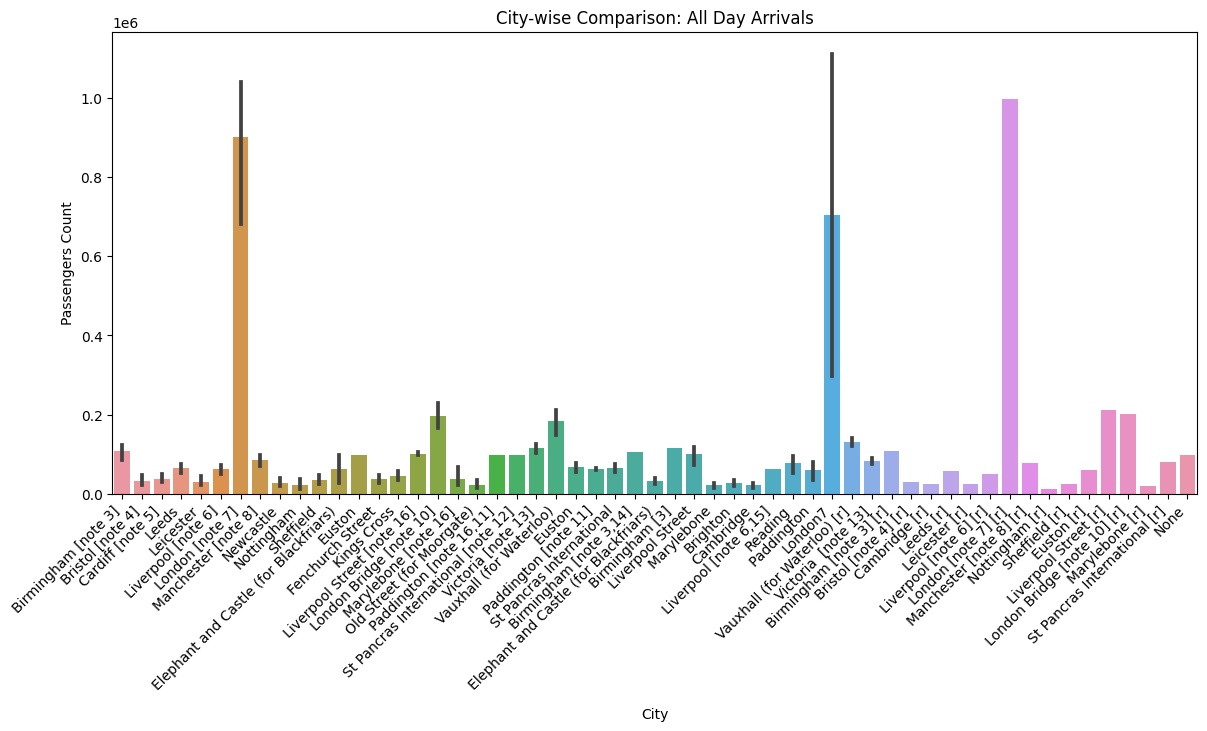 City-wise Comparison: All Day Arrivals
1e6
1.0
0.8
0.6
0.4
0.2
0.0
Passengers Count
Birmingham [note 3]
Bristol [note 4]
Cardiff [note 5]
Leeds
Leicester
Liverpool [note 6]
London [note 7]
Manchester [note 8]
Newcastle
Nottingham
Sheffield
Elephant and Castle (for Blackfriars)
Euston
Fenchurch Street
Kings Cross
Liverpool Street [note 16]
London Bridge [note 10]
Marylebone [note 16]
Old Street (for Moorgate)
Paddington [note 16,11]
St Pancras International [note 12]
Victoria [note 13]
Vauxhall (for Waterloo)
Euston
Paddington [note 11]
St Pancras International
Birmingham [note 3,14]
Elephant and Castle (for Blackfriars)
Birmingham [3]
Liverpool Street
Marylebone
Brighton
Cambridge
Liverpool [note 6,15]
Reading
Paddington
London7
Vauxhall (for Waterloo) [r]
Victoria [note 13]
Birmingham [note 3] [r]
Bristol [note 4] [r]
Cambridge [r]
Leeds [r]
Leicester [r]
Liverpool [note 6] [r]
London [note 7] [r]
Manchester [note 8] [r]
Nottingham [r]
Sheffield [r]
Euston [r]
Liverpool Street [r]
London Bridge [note 10] [r]
Marylebone [r]
St Pancras International [r]
None
City